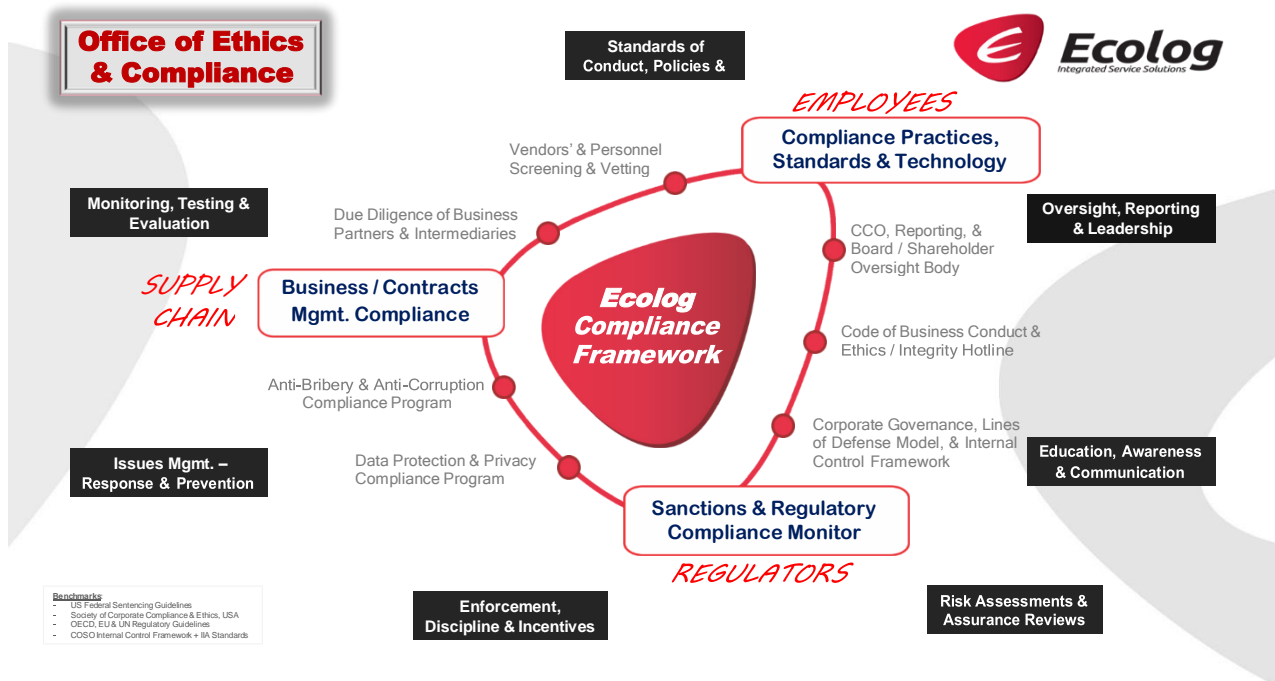 Office of Ethics
& Compliance
Standards of
Conduct, Policies &
Ecolog
Integrated Service Solutions
EMPLOYEES
Compliance Practices,
Standards & Technology
Vendors' & Personnel
Screening & Vetting
Monitoring, Testing &
Evaluation
Oversight, Reporting
& Leadership
Due Diligence of Business
Partners & Intermediaries
CCO, Reporting, &
Board / Shareholder
Oversight Body
SUPPLY
CHAIN
Business / Contracts
Mgmt. Compliance
Ecolog
Compliance
Framework
Code of Business Conduct &
Ethics / Integrity Hotline
Anti-Bribery & Anti-Corruption
Compliance Program
Corporate Governance, Lines
of Defense Model, & Internal
Control Framework
Issues Mgmt. –
Response & Prevention
Data Protection & Privacy
Compliance Program
Education, Awareness
& Communication
Sanctions & Regulatory
Compliance Monitor
REGULATORS
Benchmarks:
- US Federal Sentencing Guidelines
- Society of Corporate Compliance & Ethics, USA
- OECD, EU & UN Regulatory Guidelines
- COSO Internal Control Framework + IIA Standards
Enforcement,
Discipline & Incentives
Risk Assessments &
Assurance Reviews